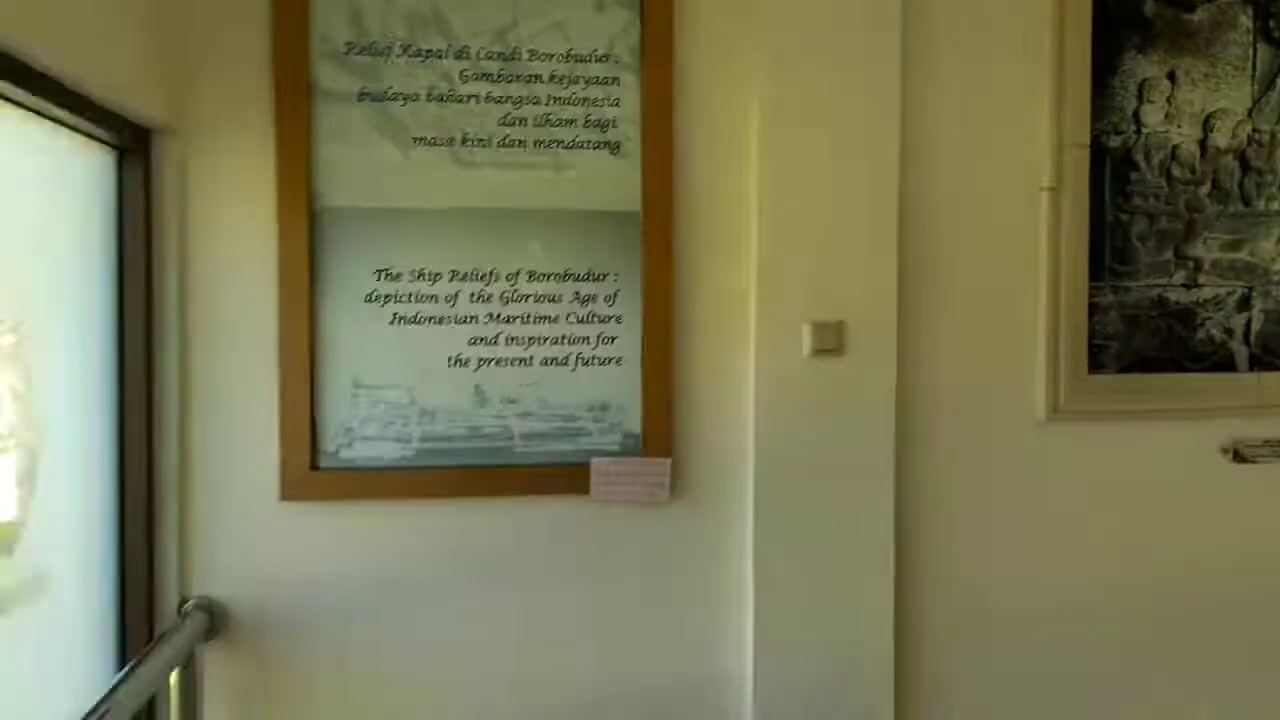 Relief Kapal di Candi Borobudur :
Gambaran kejayaan
budaya bahari bangsa Indonesia
dan ilham bagi
masa kini dan mendatang
The Ship Reliefs of Borobudur :
depiction of the Glorious Age of
Indonesian Maritime Culture
and inspiration for
the present and future